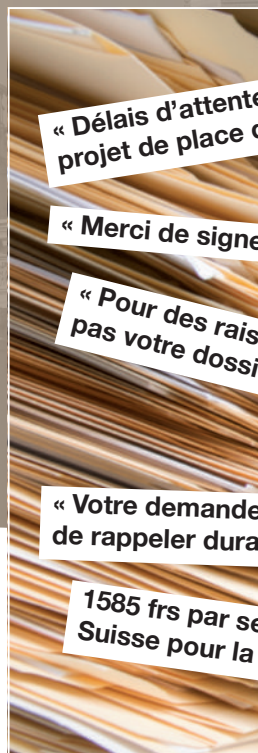 « Délais d'attente
projet de place d
« Merci de signe
« Pour des rais
pas votre dossi
« Votre demande
de rappeler dura
1585 frs par se
Suisse pour la